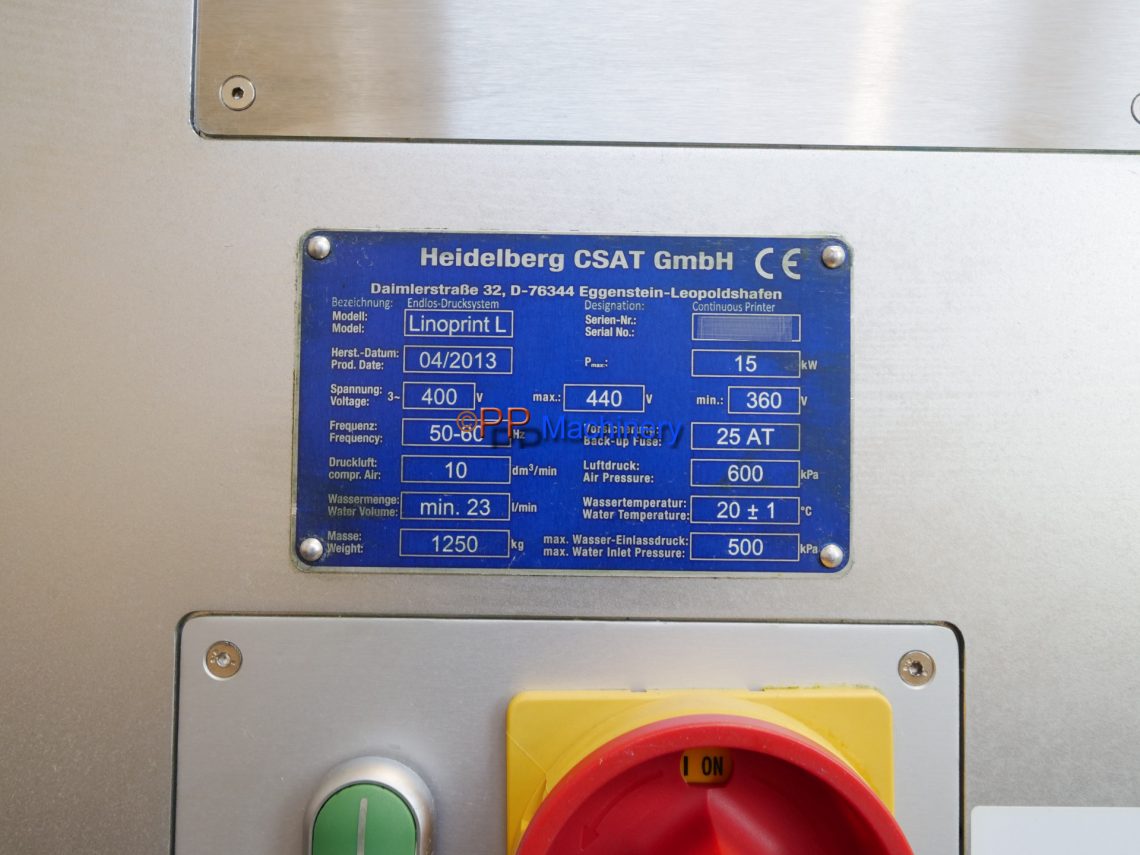 Heidelberg CSAT GmbH CE
Daimlerstraße 32, D-76344 Eggenstein-Leopoldshafen
Bezeichnung: Endlos-Drucksystem Designation: Continuous Printer
Modell: Serien-Nr.:
Model: Linoprint L Serial No.:
Herst.-Datum:
Prod. Date: 04/2013 Pmax.: 15 kW
Spannung:
Voltage: 3~ 400 V max.: 440 V min.: 360 V
Frequenz: Vorsicherung:
Frequency: 50-60 Hz Back-up Fuse: 25 AT
©PP Machinery
Druckluft: Luftdruck:
compr. Air: 10 dm³/min Air Pressure: 600 kPa
Wassermenge: Wassertemperatur:
Water Volume: min. 23 l/min Water Temperature: 20 ± 1 °C
Masse: max. Wasser-Einlassdruck:
Weight: 1250 kg max. Water Inlet Pressure: 500 kPa
I ON